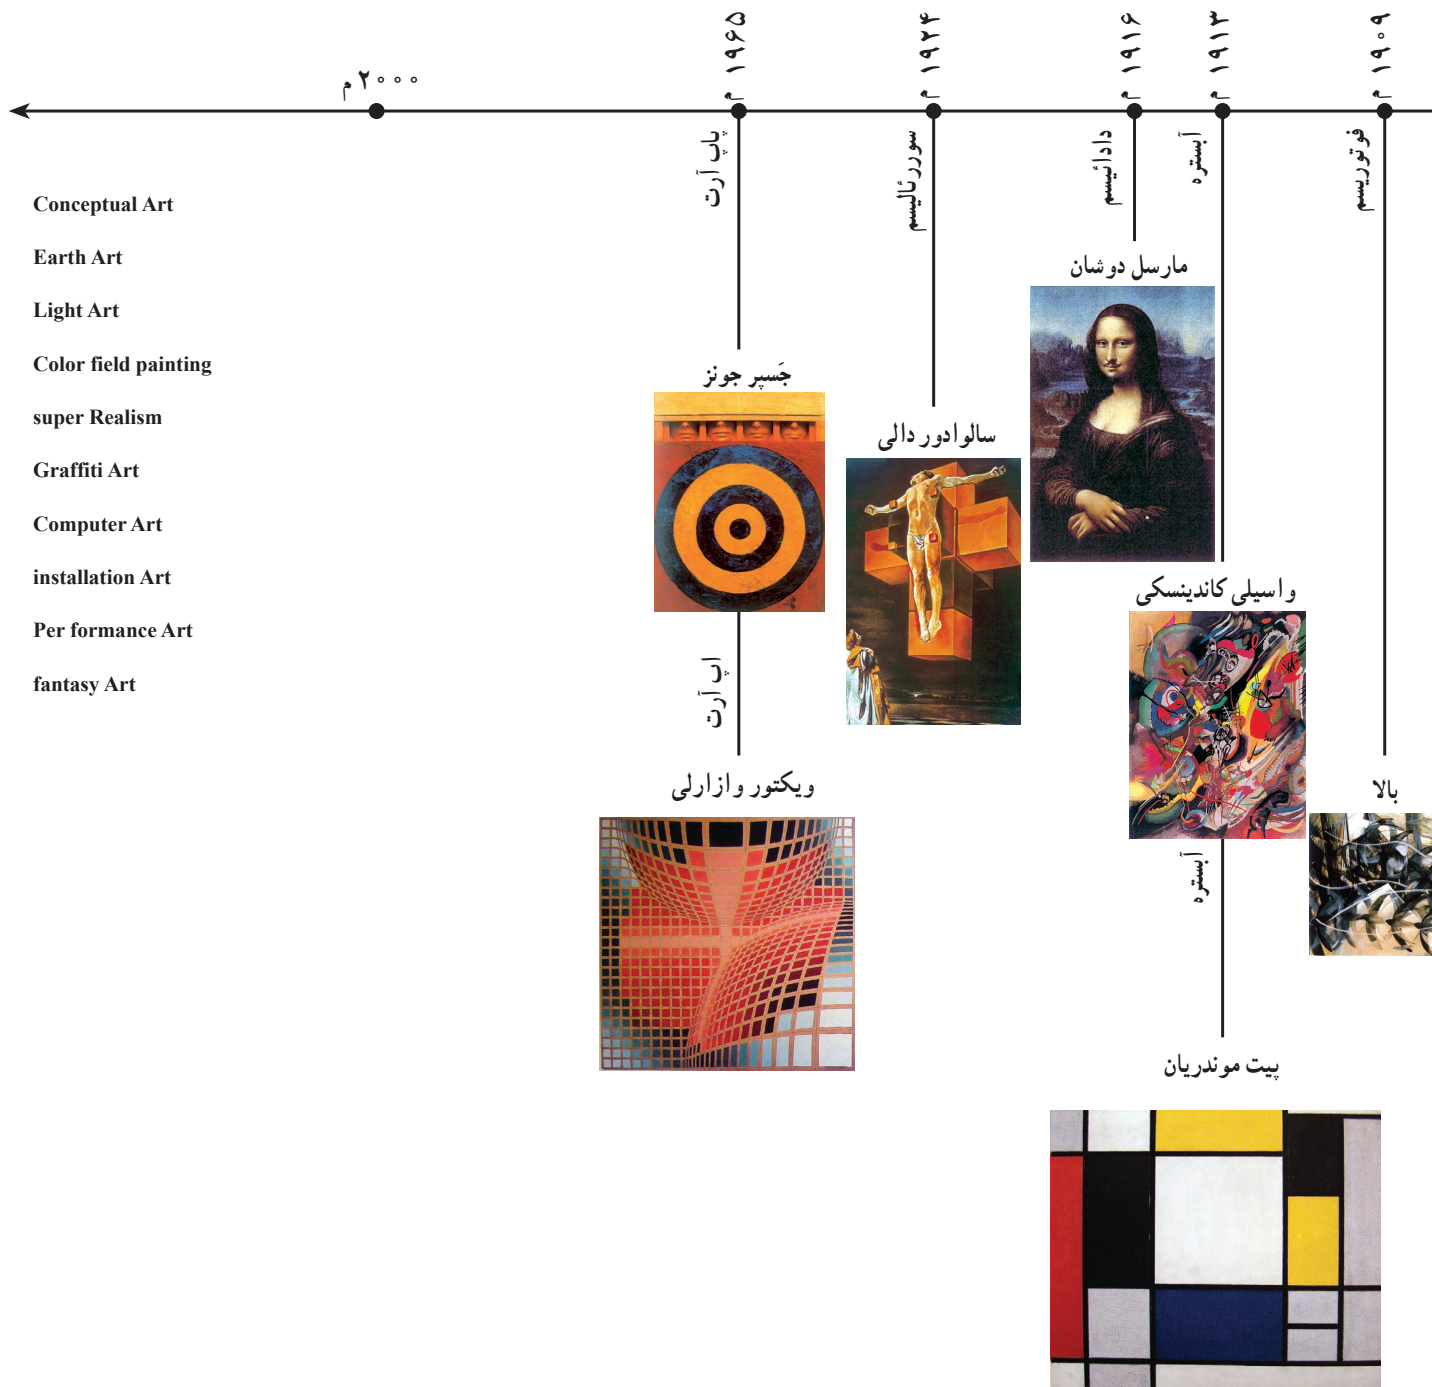 ۱۹۰۹ م
۱۹۱۳ م
۱۹۱۶ م
۱۹۲۴ م
۱۹۶۵ م
۲۰۰۰ م
فوتوریسم
آبستره
دادائیسم
سوررئالیسم
پاپ آرت
مارسل دوشان
جَسپر جونز
سالوادور دالی
واسیلی کاندینسکی
اپ آرت
بالا
ویکتور وازارلی
آبستره
پیت موندریان
Conceptual Art
Earth Art
Light Art
Color field painting
super Realism
Graffiti Art
Computer Art
installation Art
Per formance Art
fantasy Art